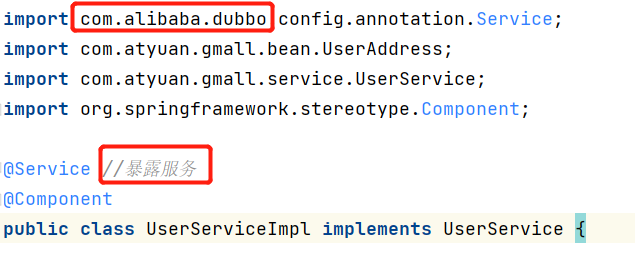 import com.alibaba.dubbo.config.annotation.Service;
import com.atyuan.gmall.bean.UserAddress;
import com.atyuan.gmall.service.UserService;
import org.springframework.stereotype.Component;
@Service //暴露服务
@Component
public class UserServiceImpl implements UserService {